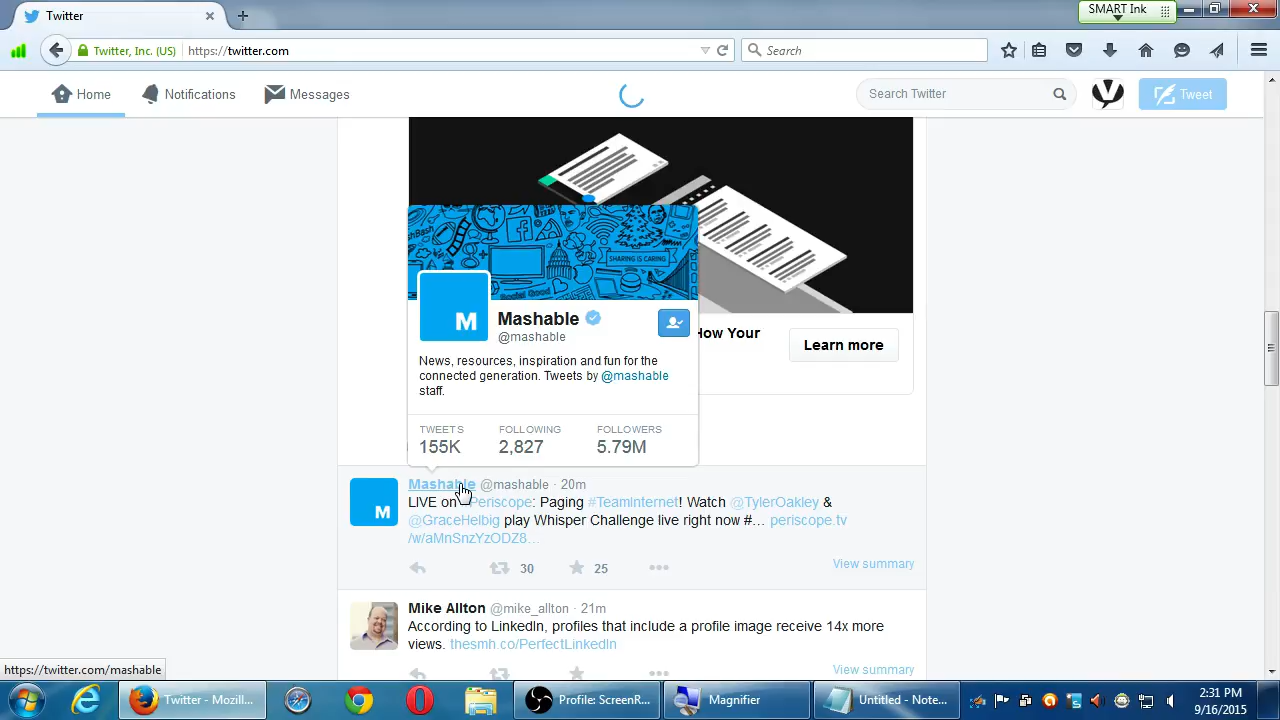 Twitter
SMART Ink
Twitter, Inc. (US)
https://twitter.com
Search
Home
Notifications
Messages
Search Twitter
Tweet
SHARING IS CARING
Social Good
M
Mashable
@mashable
News, resources, inspiration and fun for the
connected generation. Tweets by @mashable
staff.
How Your
Learn more
TWEETS FOLLOWING FOLLOWERS
155K 2,827 5.79M
M
Mashable @mashable · 20m
LIVE on Periscope: Paging #TeamInternet! Watch @TylerOakley &
@GraceHelbig play Whisper Challenge live right now #… periscope.tv
/w/aMnSnzYzODZ8…
30 25 View summary
Mike Allton @mike_allton · 21m
According to LinkedIn, profiles that include a profile image receive 14x more
views. thesmh.co/PerfectLinkedIn
View summary
https://twitter.com/mashable
Twitter - Mozill...
Profile: ScreenR...
Magnifier
Untitled - Note...
2:31 PM
9/16/2015